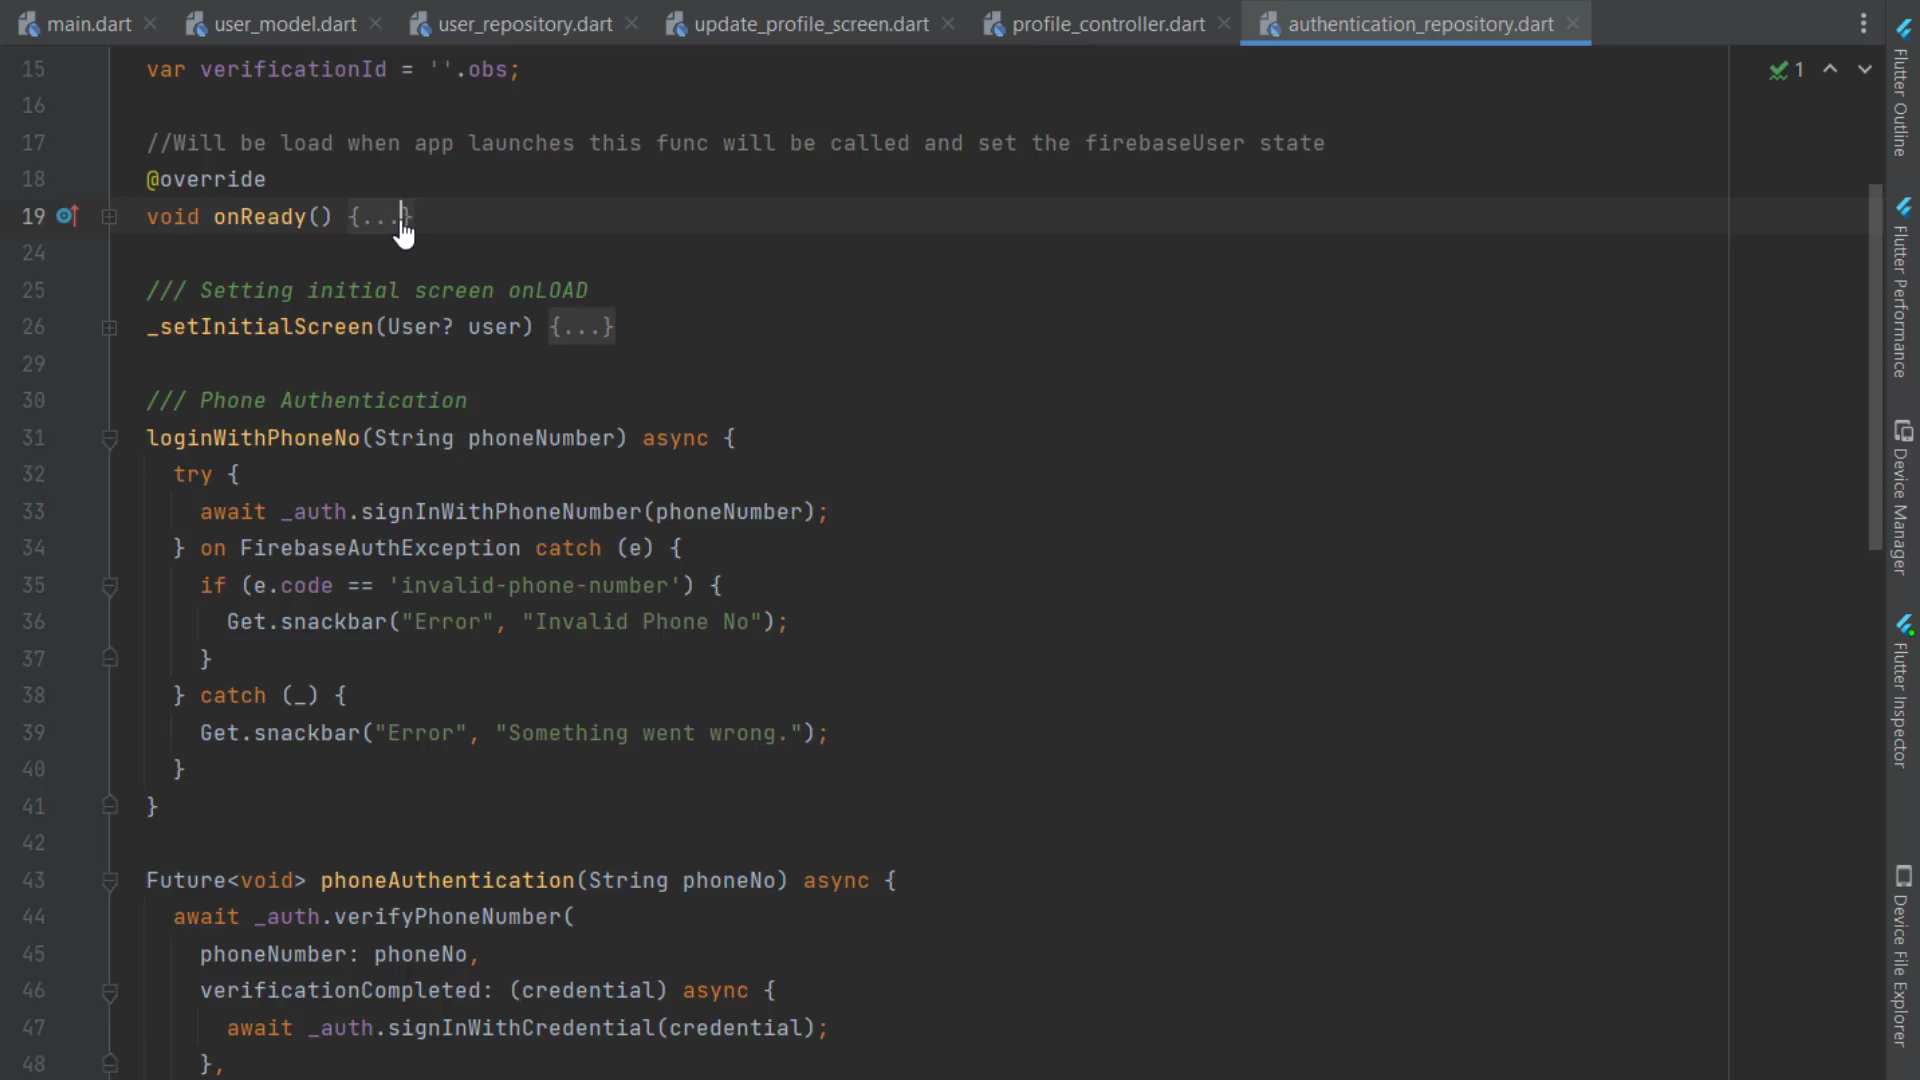 main.dart
user_model.dart
user_repository.dart
update_profile_screen.dart
profile_controller.dart
authentication_repository.dart
15 var verificationId = ''.obs;
1
16
17 //Will be load when app launches this func will be called and set the firebaseUser state
18 @override
19 void onReady() {...}
24
25 /// Setting initial screen onLOAD
26 _setInitialScreen(User? user) {...}
29
30 /// Phone Authentication
31 loginWithPhoneNo(String phoneNumber) async {
32 try {
33 await _auth.signInWithPhoneNumber(phoneNumber);
34 } on FirebaseAuthException catch (e) {
35 if (e.code == 'invalid-phone-number') {
36 Get.snackbar("Error", "Invalid Phone No");
37 }
38 } catch (_) {
39 Get.snackbar("Error", "Something went wrong.");
40 }
41 }
42
43 Future<void> phoneAuthentication(String phoneNo) async {
44 await _auth.verifyPhoneNumber(
45 phoneNumber: phoneNo,
46 verificationCompleted: (credential) async {
47 await _auth.signInWithCredential(credential);
48 },
Flutter Outline
Flutter Performance
Device Manager
Flutter Inspector
Device File Explorer